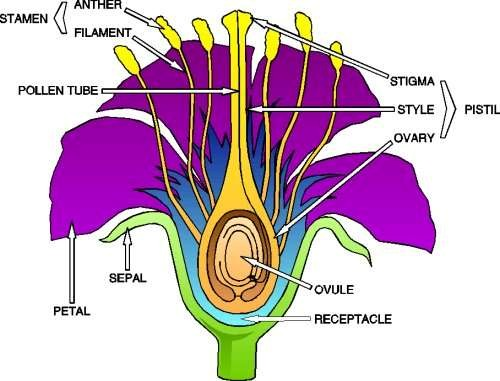 STAMEN
ANTHER
FILAMENT
POLLEN TUBE
STIGMA
STYLE
PISTIL
OVARY
SEPAL
PETAL
OVULE
RECEPTACLE